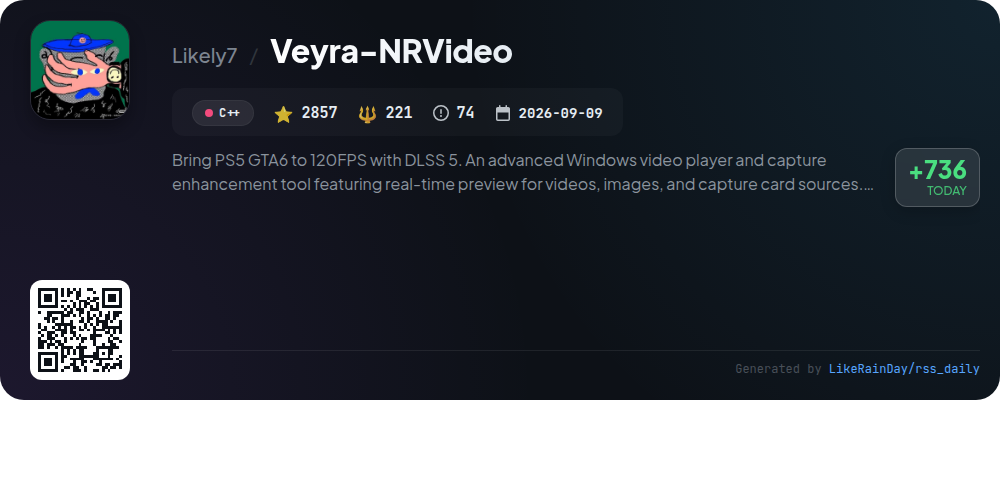 Likely7 / Veyra-NRVideo
C++ 2857 221 74 2026-09-09
Bring PS5 GTA6 to 120FPS with DLSS 5. An advanced Windows video player and capture
enhancement tool featuring real-time preview for videos, images, and capture card sources.…
+736
TODAY
Generated by LikeRainDay/rss_daily